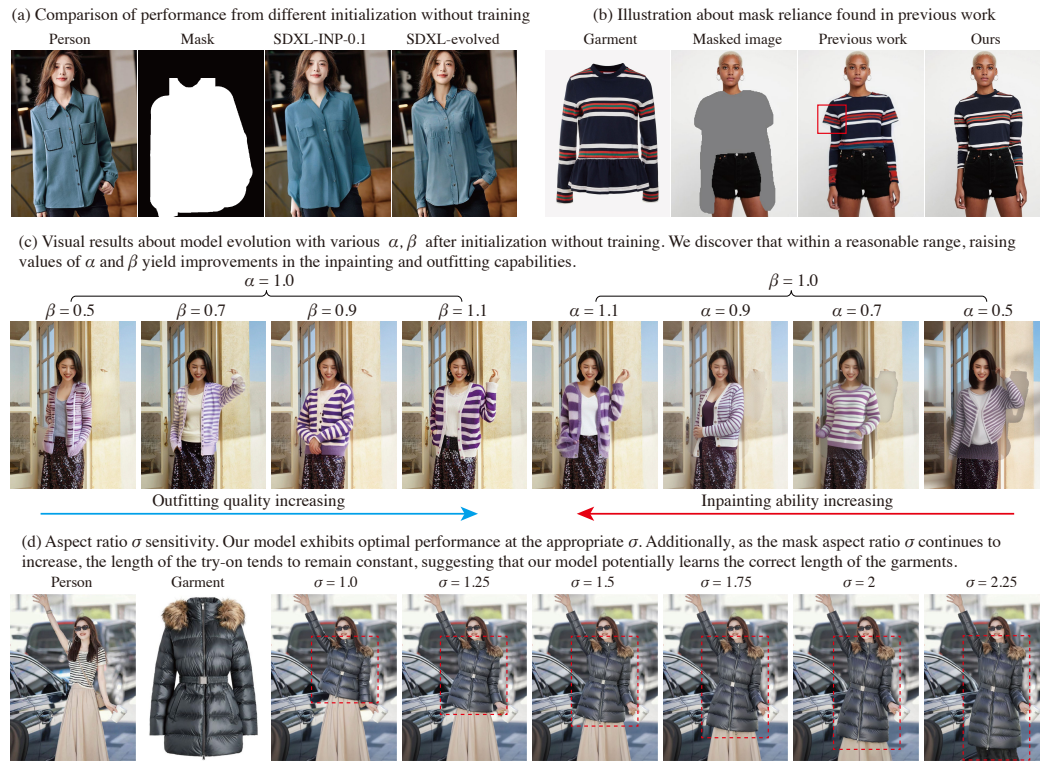 (a) Comparison of performance from different initialization without training
Person Mask SDXL-INP-0.1 SDXL-evolved
(b) Illustration about mask reliance found in previous work
Garment Masked image Previous work Ours
(c) Visual results about model evolution with various α, β after initialization without training. We discover that within a reasonable range, raising
values of α and β yield improvements in the inpainting and outfitting capabilities.
α = 1.0 β = 1.0
β = 0.5 β = 0.7 β = 0.9 β = 1.1 α = 1.1 α = 0.9 α = 0.7 α = 0.5
Outfitting quality increasing Inpainting ability increasing
(d) Aspect ratio σ sensitivity. Our model exhibits optimal performance at the appropriate σ. Additionally, as the mask aspect ratio σ continues to
increase, the length of the try-on tends to remain constant, suggesting that our model potentially learns the correct length of the garments.
Person Garment σ = 1.0 σ = 1.25 σ = 1.5 σ = 1.75 σ = 2 σ = 2.25